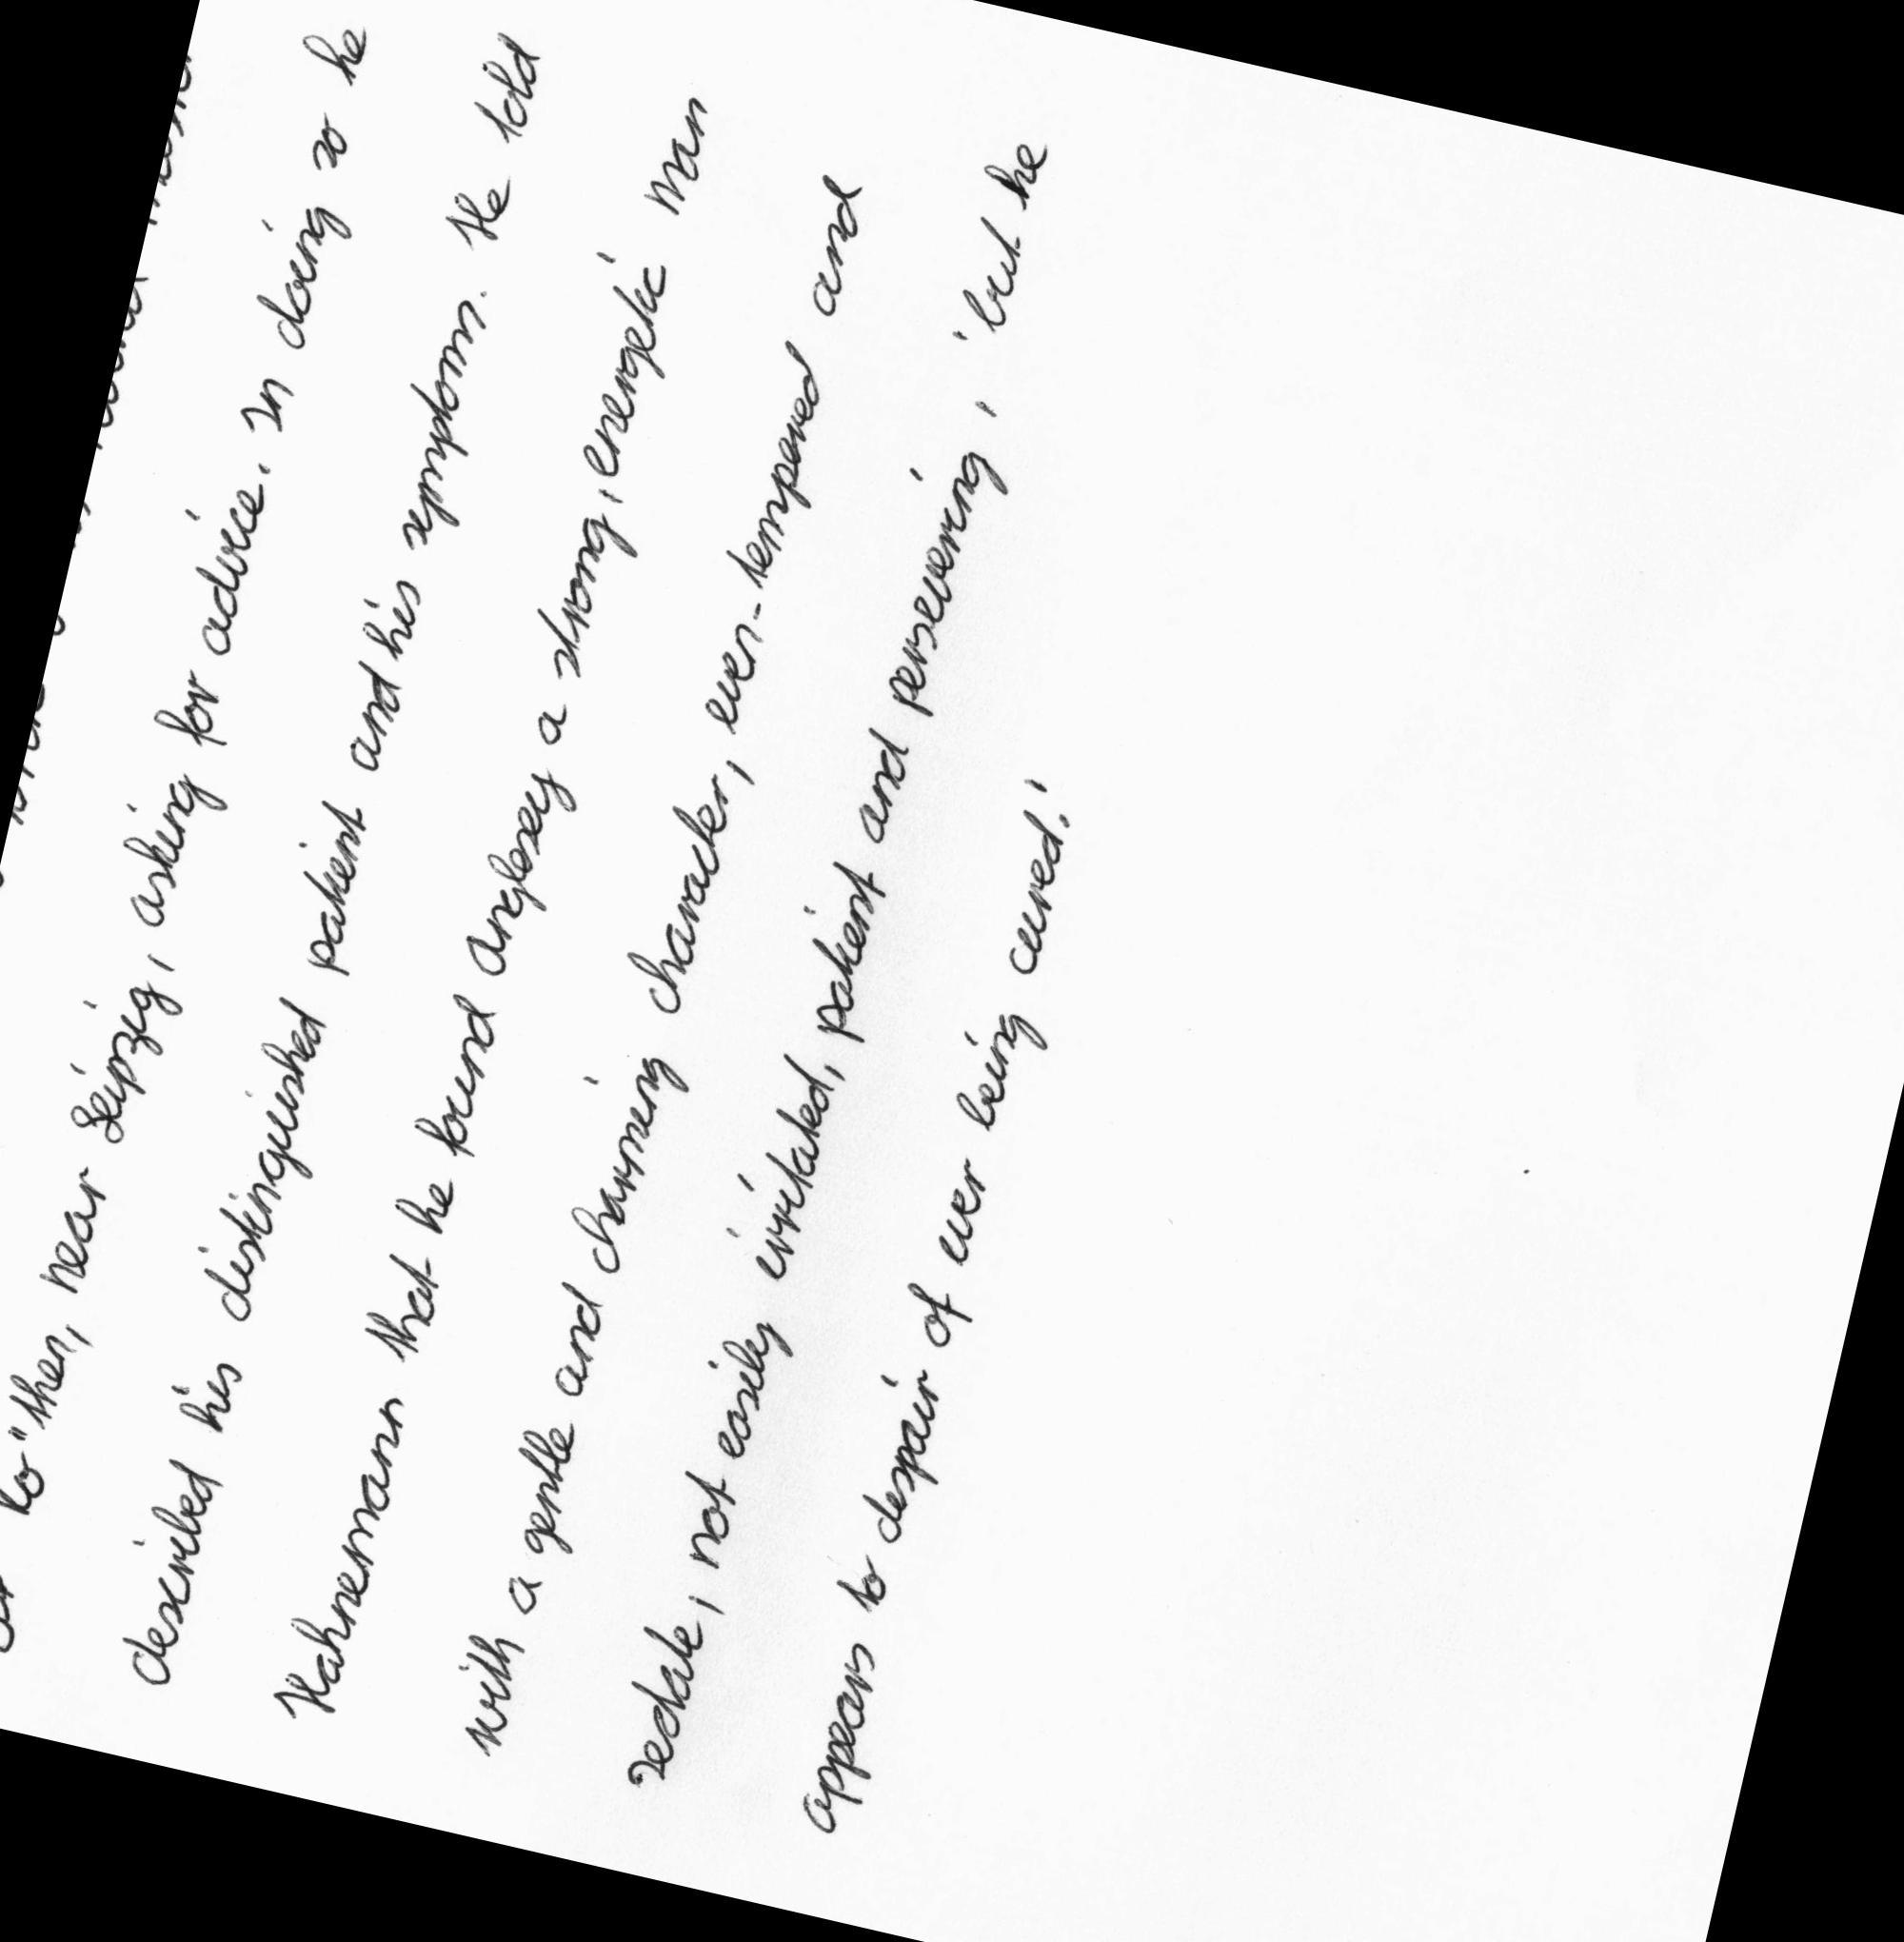 to" then, near Leipzig, asking for advice. In doing so he
described his distinguished patient and his symptoms. He told
Hahnemann that he found Anglesey a strong, energetic man
with a gentle and charming character, even-tempered and
sedate, not easily irritated, patient and persevering, 'but he
appears to despair of ever being cured.'